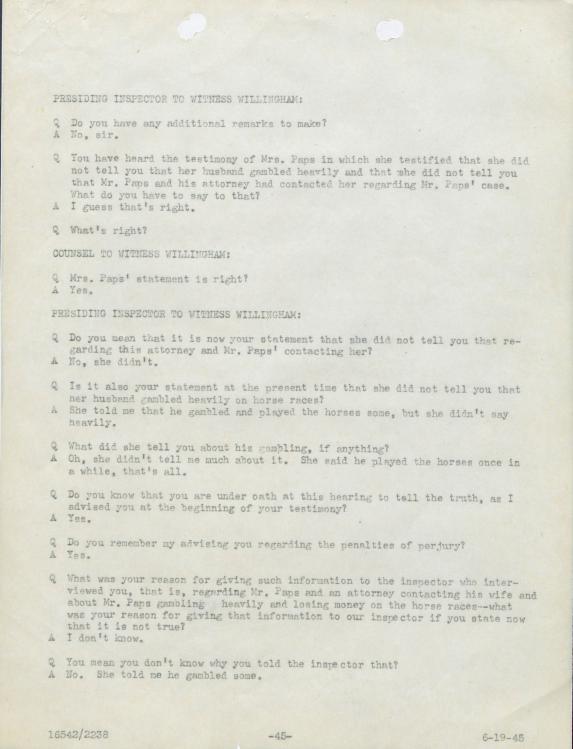 PRESIDING INSPECTOR TO WITNESS WILLINGHAM:
Q Do you have any additional remarks to make?
A No, sir.
Q You have heard the testimony of Mrs. Paps in which she testified that she did
not tell you that her husband gambled heavily and that she did not tell you
that Mr. Paps and his attorney had contacted her regarding Mr. Paps' case.
What do you have to say to that?
A I guess that's right.
Q What's right?
COUNSEL TO WITNESS WILLINGHAM:
Q Mrs. Paps' statement is right?
A Yes.
PRESIDING INSPECTOR TO WITNESS WILLINGHAM:
Q Do you mean that it is now your statement that she did not tell you that re-
garding this attorney and Mr. Paps' contacting her?
A No, she didn't.
Q Is it also your statement at the present time that she did not tell you that
her husband gambled heavily on horse races?
A She told me that he gambled and played the horses some, but she didn't say
heavily.
Q What did she tell you about his gambling, if anything?
A Oh, she didn't tell me much about it. She said he played the horses once in
a while, that's all.
Q Do you know that you are under oath at this hearing to tell the truth, as I
advised you at the beginning of your testimony?
A Yes.
Q Do you remember my advising you regarding the penalties of perjury?
A Yes.
Q What was your reason for giving such information to the inspector who inter-
viewed you, that is, regarding Mr. Paps and an attorney contacting his wife and
about Mr. Paps gambling heavily and losing money on the horse races--what
was your reason for giving that information to our inspector if you state now
that it is not true?
A I don't know.
Q You mean you don't know why you told the inspector that?
A No. She told me he gambled some.
16542/2238 -45- 6-19-45